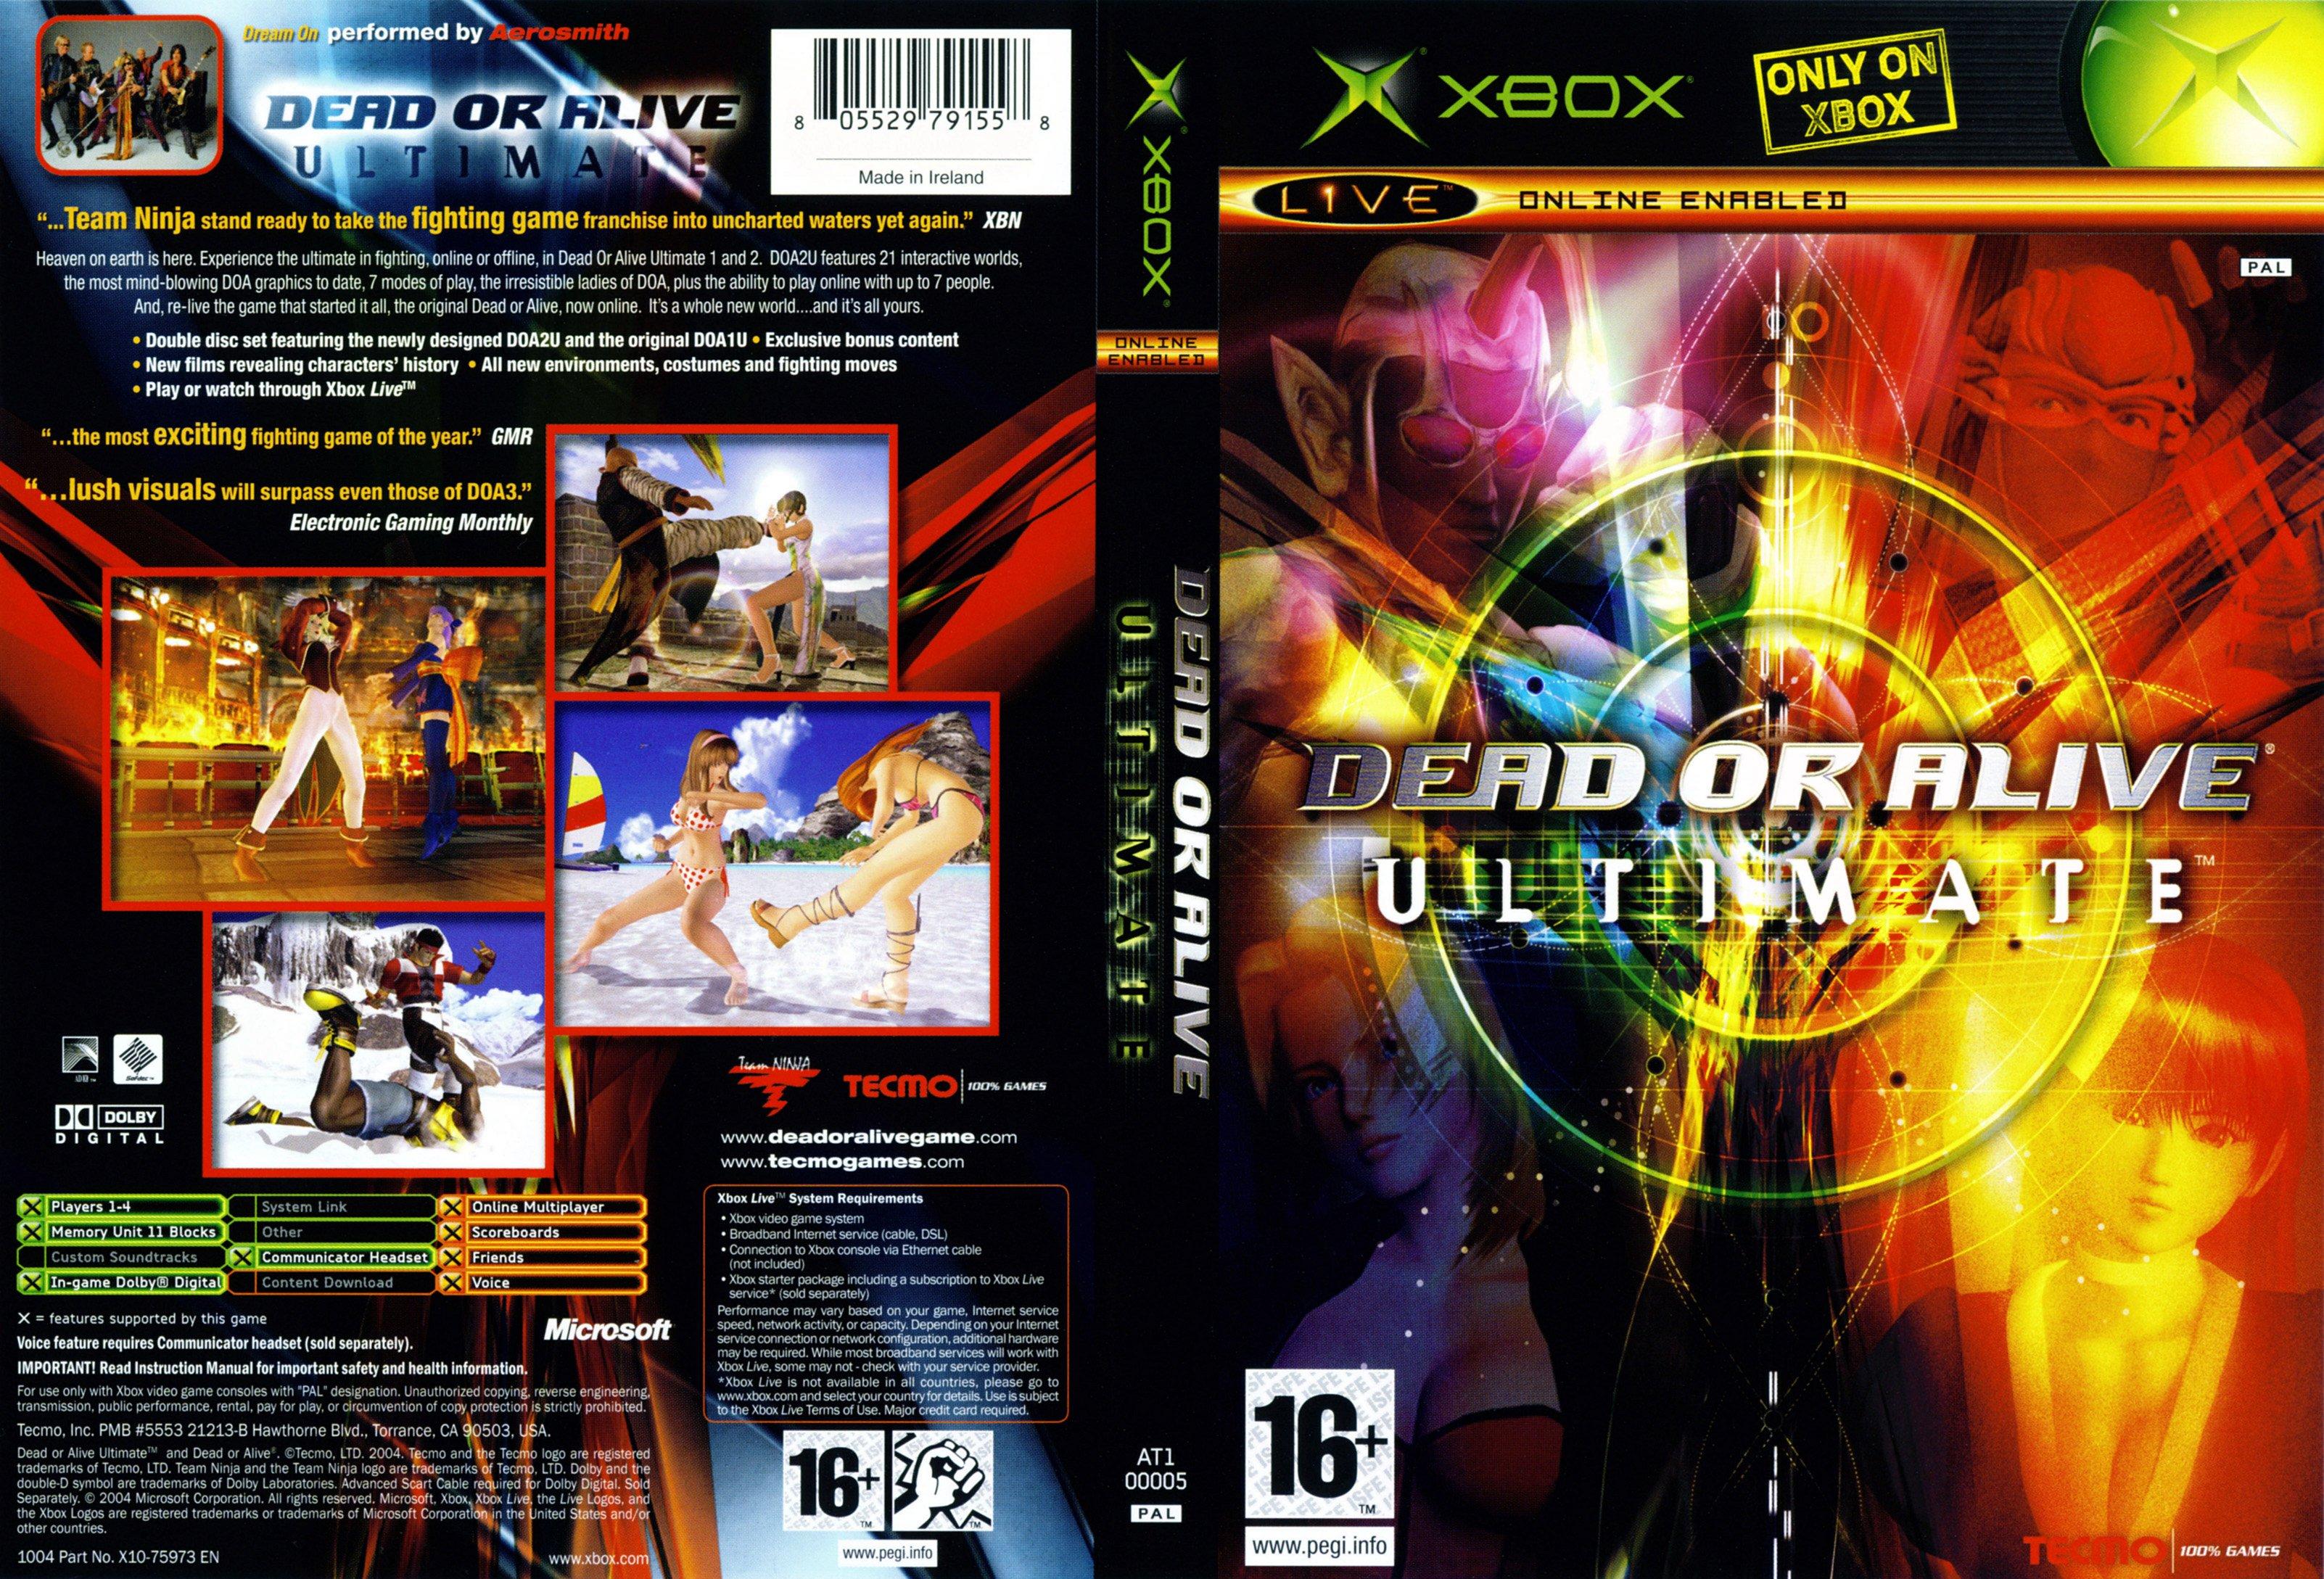 Dream On performed by Aerosmith
DEAD OR ALIVE
ULTIMATE
8 05529 79155 8
Made in Ireland
“...Team Ninja stand ready to take the fighting game franchise into uncharted waters yet again.” XBN
Heaven on earth is here. Experience the ultimate in fighting, online or offline, in Dead Or Alive Ultimate 1 and 2. DOA2U features 21 interactive worlds,
the most mind-blowing DOA graphics to date, 7 modes of play, the irresistible ladies of DOA, plus the ability to play online with up to 7 people.
And, re-live the game that started it all, the original Dead or Alive, now online. It's a whole new world....and it's all yours.
• Double disc set featuring the newly designed DOA2U and the original DOA1U • Exclusive bonus content
• New films revealing characters' history • All new environments, costumes and fighting moves
• Play or watch through Xbox Live™
“...the most exciting fighting game of the year.” GMR
“...lush visuals will surpass even those of DOA3.”
Electronic Gaming Monthly
DOLBY
DIGITAL
Team NINJA
TECMO 100% GAMES
www.deadoralivegame.com
www.tecmogames.com
Players 1-4
Memory Unit 11 Blocks
Custom Soundtracks
In-game Dolby® Digital
System Link
Other
Communicator Headset
Content Download
Online Multiplayer
Scoreboards
Friends
Voice
X = features supported by this game
Voice feature requires Communicator headset (sold separately).
IMPORTANT! Read Instruction Manual for important safety and health information.
For use only with Xbox video game consoles with "PAL" designation. Unauthorized copying, reverse engineering,
transmission, public performance, rental, pay for play, or circumvention of copy protection is strictly prohibited.
Tecmo, Inc. PMB #5553 21213-B Hawthorne Blvd., Torrance, CA 90503, USA.
Dead or Alive Ultimate™ and Dead or Alive®. ©Tecmo, LTD. 2004. Tecmo and the Tecmo logo are registered
trademarks of Tecmo, LTD. Team Ninja and the Team Ninja logo are trademarks of Tecmo, LTD. Dolby and the
double-D symbol are trademarks of Dolby Laboratories. Advanced Scart Cable required for Dolby Digital. Sold
Separately. © 2004 Microsoft Corporation. All rights reserved. Microsoft, Xbox, Xbox Live, the Live Logos, and
the Xbox Logos are registered trademarks or trademarks of Microsoft Corporation in the United States and/or
other countries.
1004 Part No. X10-75973 EN
www.xbox.com
Microsoft
Xbox Live™ System Requirements
• Xbox video game system
• Broadband Internet service (cable, DSL)
• Connection to Xbox console via Ethernet cable
(not included)
• Xbox starter package including a subscription to Xbox Live
service* (sold separately)
Performance may vary based on your game, Internet service
speed, network activity, or capacity. Depending on your Internet
service connection or network configuration, additional hardware
may be required. While most broadband services will work with
Xbox Live, some may not - check with your service provider.
*Xbox Live is not available in all countries, please go to
www.xbox.com and select your country for details. Use is subject
to the Xbox Live Terms of Use. Major credit card required.
16+
™
™
www.pegi.info
XBOX®
ONLINE
ENABLED
DEAD OR ALIVE
ULTIMATE
AT1
00005
PAL
XBOX®
ONLY ON
XBOX
LIVE™ ONLINE ENABLED
PAL
DEAD OR ALIVE®
ULTIMATE™
16+
™
www.pegi.info
TECMO 100% GAMES